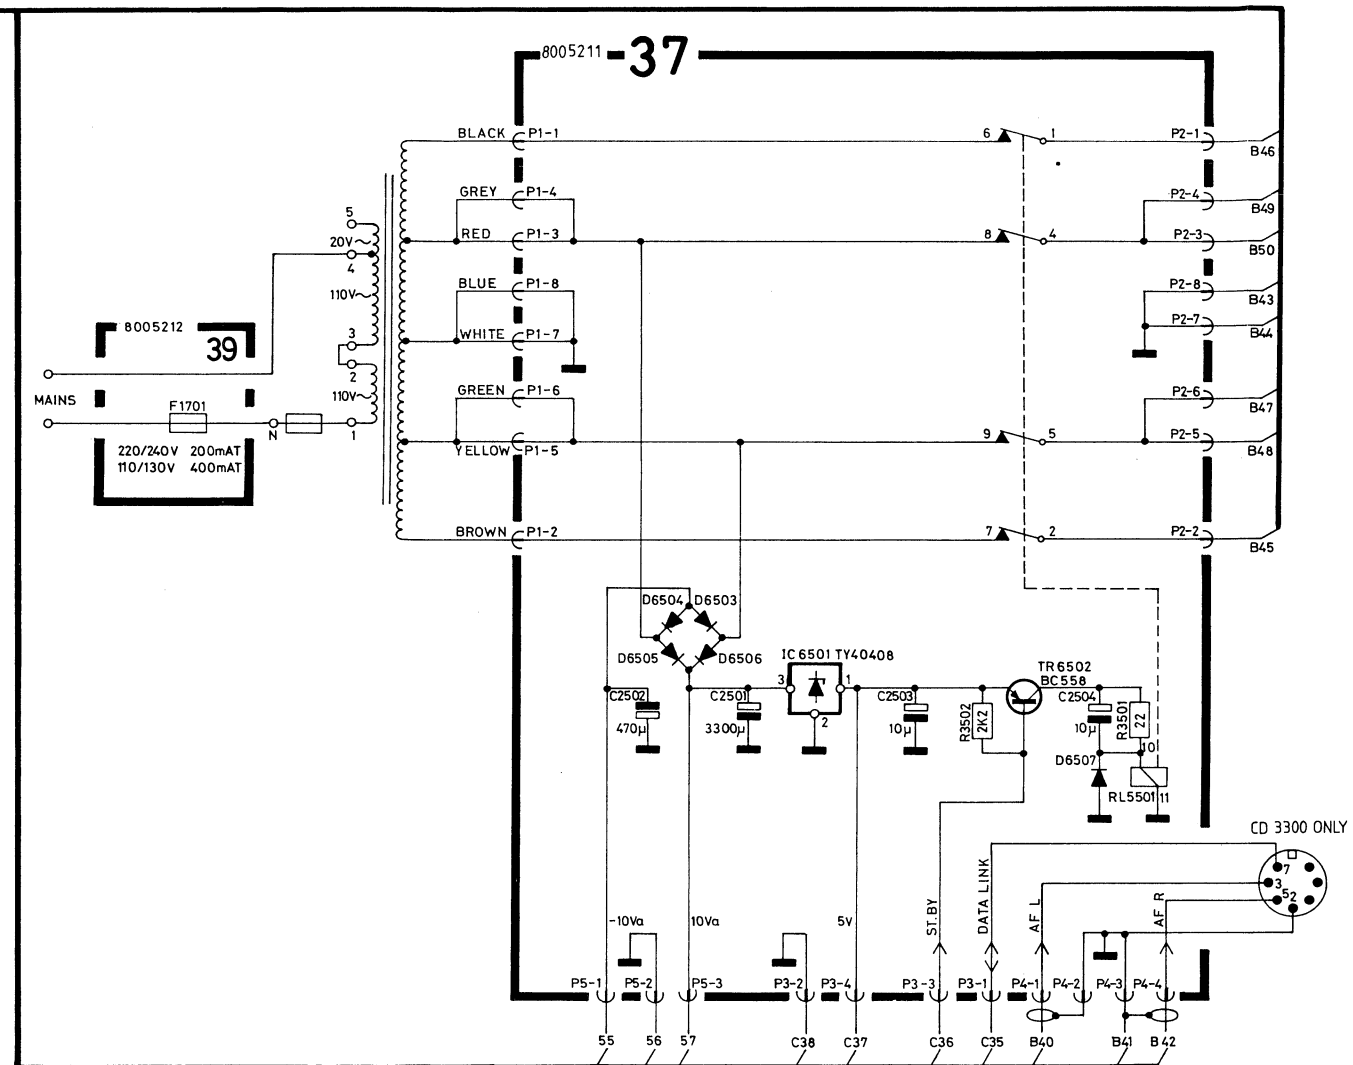 8005211
37
BLACK P1-1 6 1 P2-1 B46
GREY P1-4 P2-4 B49
5
20V~
RED P1-3 8 4 P2-3 B50
4
BLUE P1-8 P2-8 B43
110V~
P2-7 B44
8005212
39
3
WHITE P1-7
2
MAINS
110V~
GREEN P1-6 P2-6 B47
F1701
N
1
9 5 P2-5 B48
YELLOW P1-5
220/240V 200mAT
110/130V 400mAT
BROWN P1-2 7 2 P2-2 B45
D6504 D6503
D6505 D6506
IC6501 TY40408
TR6502
BC558
3 1
2
C2502
470µ
C2501
3300µ
C2503
10µ
R3502
2K2
C2504
10µ
R3501
22
10
D6507
RL5501 11
CD 3300 ONLY
7
3
5 2
-10Va
10Va
5V
ST.BY
DATA LINK
AF L
AF R
P5-1 P5-2 P5-3 P3-2 P3-4 P3-3 P3-1 P4-1 P4-2 P4-3 P4-4
55 56 57 C38 C37 C36 C35 B40 B41 B42